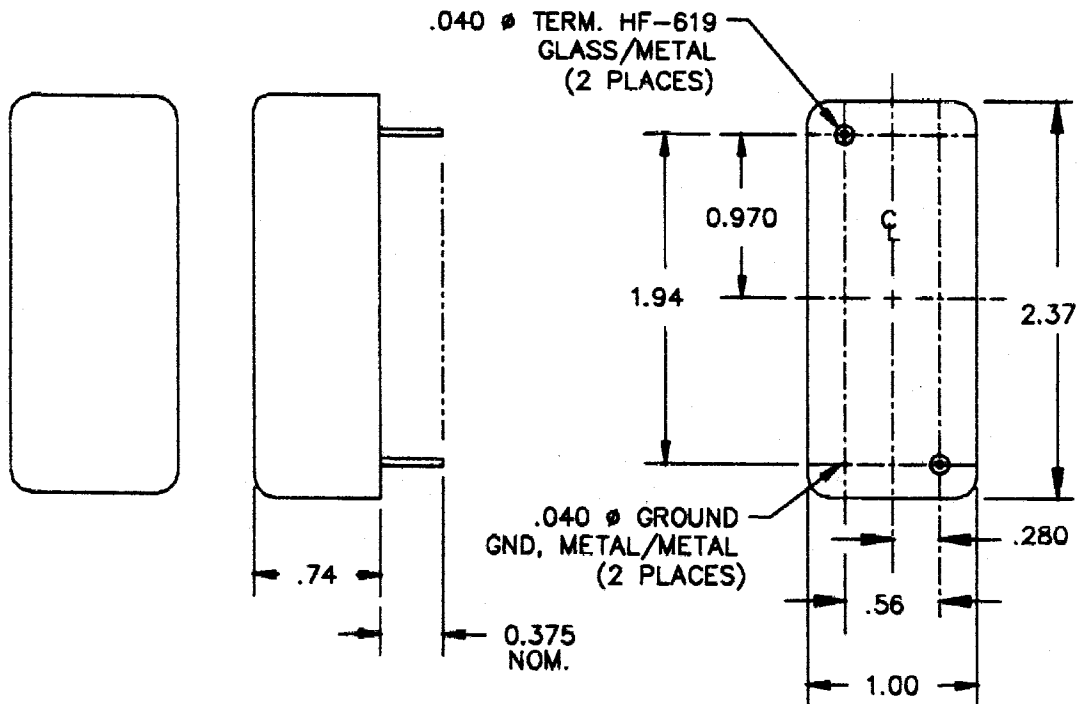 .040 ø TERM. HF-619
GLASS/METAL
(2 PLACES)
0.970
CL
1.94
2.37
.040 ø GROUND
GND, METAL/METAL
(2 PLACES)
.280
.74
.56
0.375
NOM.
1.00